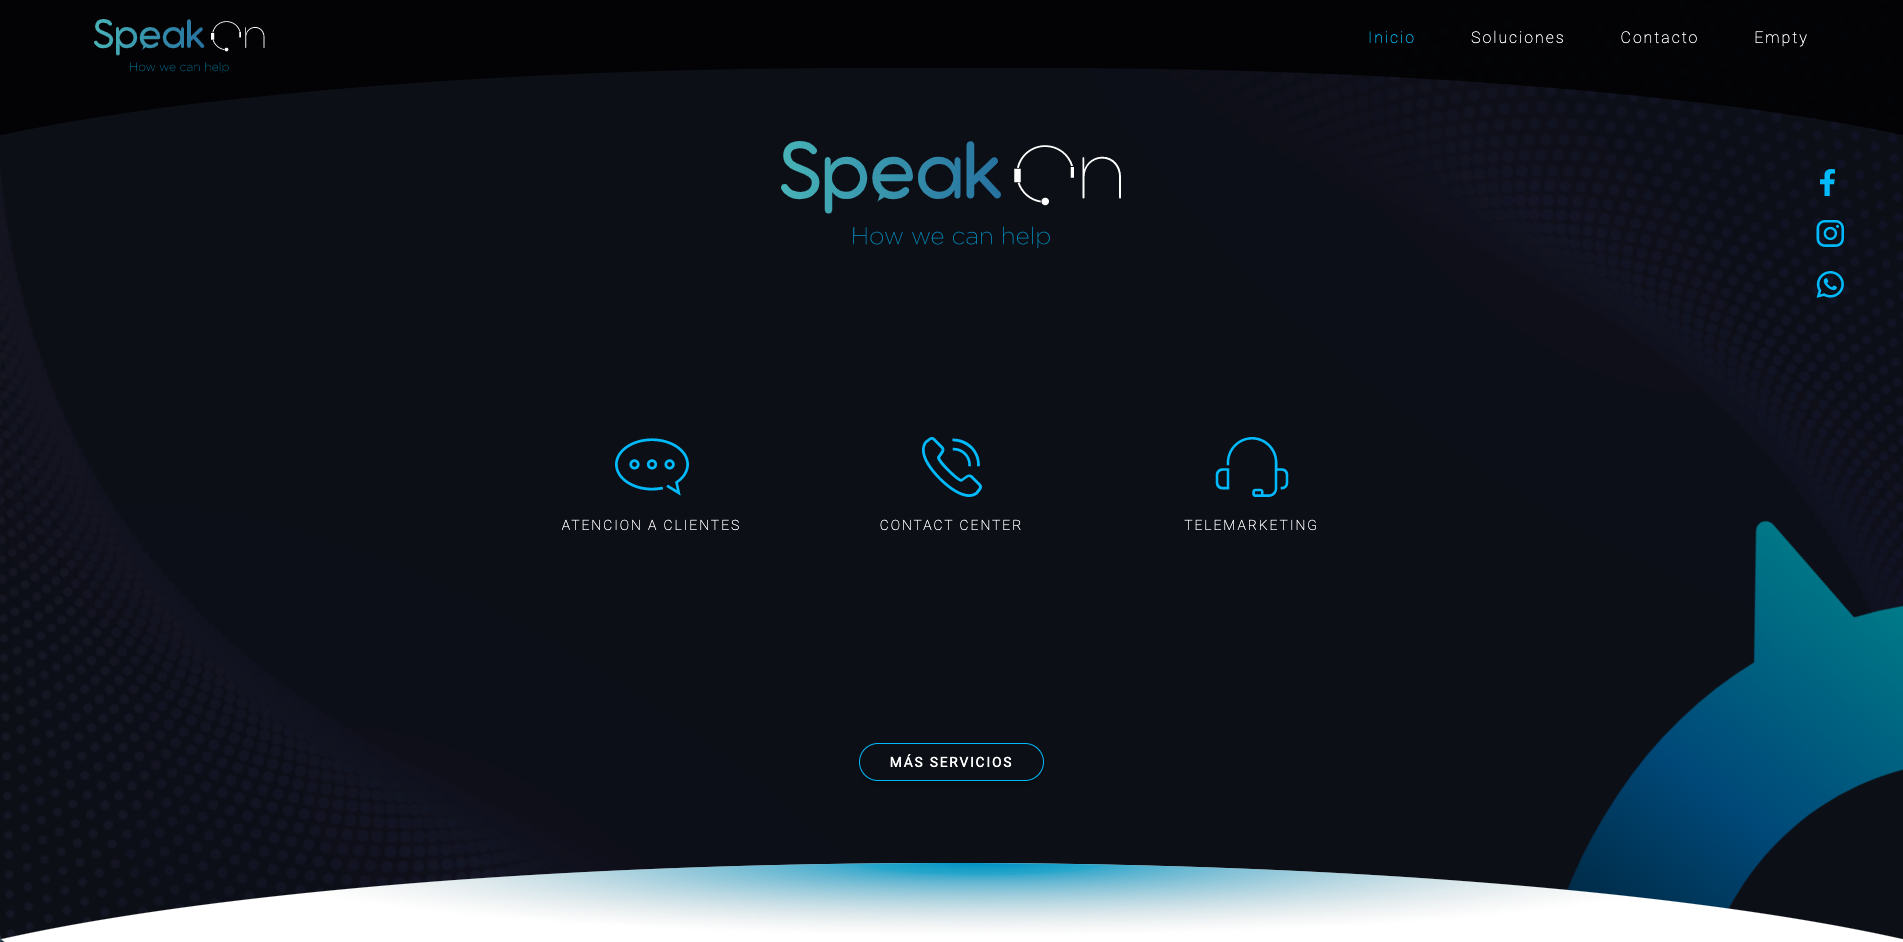 Speak On
How we can help
Inicio
Soluciones
Contacto
Empty
Speak On
How we can help
ATENCION A CLIENTES
CONTACT CENTER
TELEMARKETING
MÁS SERVICIOS